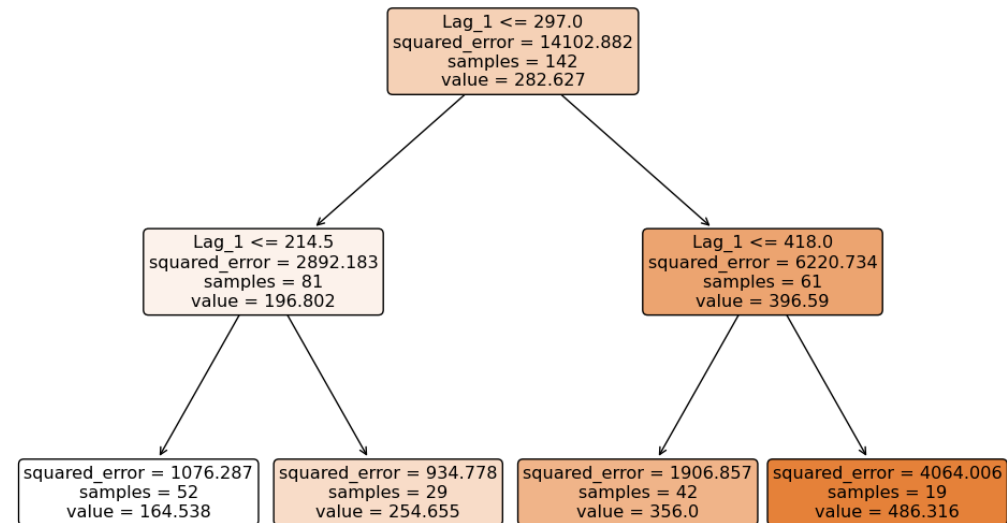 Lag_1 <= 297.0
squared_error = 14102.882
samples = 142
value = 282.627
Lag_1 <= 214.5
squared_error = 2892.183
samples = 81
value = 196.802
Lag_1 <= 418.0
squared_error = 6220.734
samples = 61
value = 396.59
squared_error = 1076.287
samples = 52
value = 164.538
squared_error = 934.778
samples = 29
value = 254.655
squared_error = 1906.857
samples = 42
value = 356.0
squared_error = 4064.006
samples = 19
value = 486.316